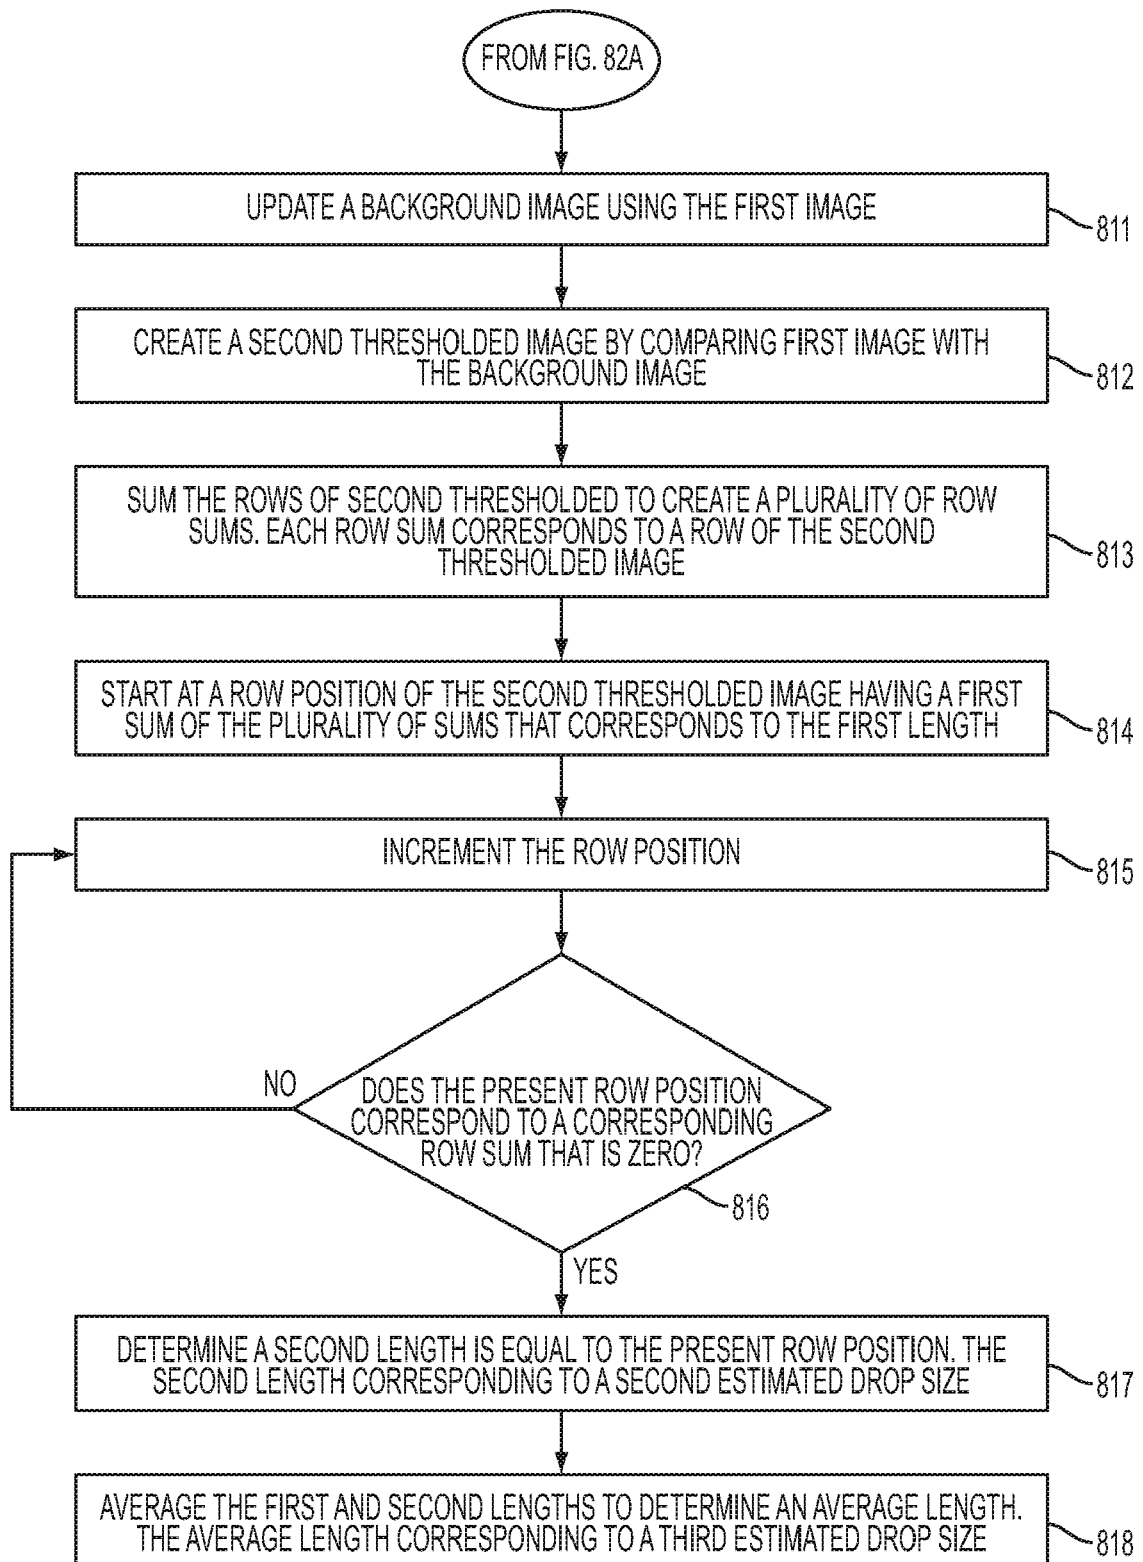 FROM FIG. 82A
UPDATE A BACKGROUND IMAGE USING THE FIRST IMAGE
811
CREATE A SECOND THRESHOLDED IMAGE BY COMPARING FIRST IMAGE WITH
THE BACKGROUND IMAGE
812
SUM THE ROWS OF SECOND THRESHOLDED TO CREATE A PLURALITY OF ROW
SUMS. EACH ROW SUM CORRESPONDS TO A ROW OF THE SECOND
THRESHOLDED IMAGE
813
START AT A ROW POSITION OF THE SECOND THRESHOLDED IMAGE HAVING A FIRST
SUM OF THE PLURALITY OF SUMS THAT CORRESPONDS TO THE FIRST LENGTH
814
INCREMENT THE ROW POSITION
815
NO
DOES THE PRESENT ROW POSITION
CORRESPOND TO A CORRESPONDING
ROW SUM THAT IS ZERO?
816
YES
DETERMINE A SECOND LENGTH IS EQUAL TO THE PRESENT ROW POSITION. THE
SECOND LENGTH CORRESPONDING TO A SECOND ESTIMATED DROP SIZE
817
AVERAGE THE FIRST AND SECOND LENGTHS TO DETERMINE AN AVERAGE LENGTH.
THE AVERAGE LENGTH CORRESPONDING TO A THIRD ESTIMATED DROP SIZE
818